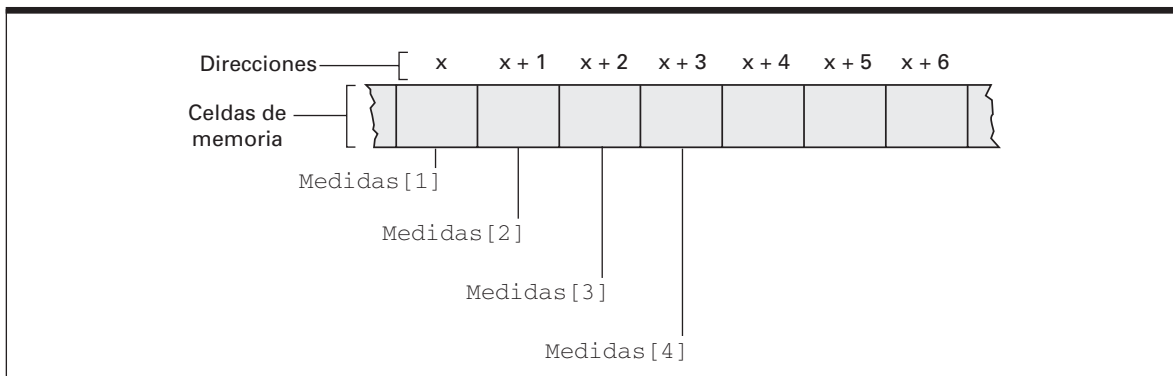 Direcciones x x + 1 x + 2 x + 3 x + 4 x + 5 x + 6
Celdas de
memoria
Medidas[1]
Medidas[2]
Medidas[3]
Medidas[4]